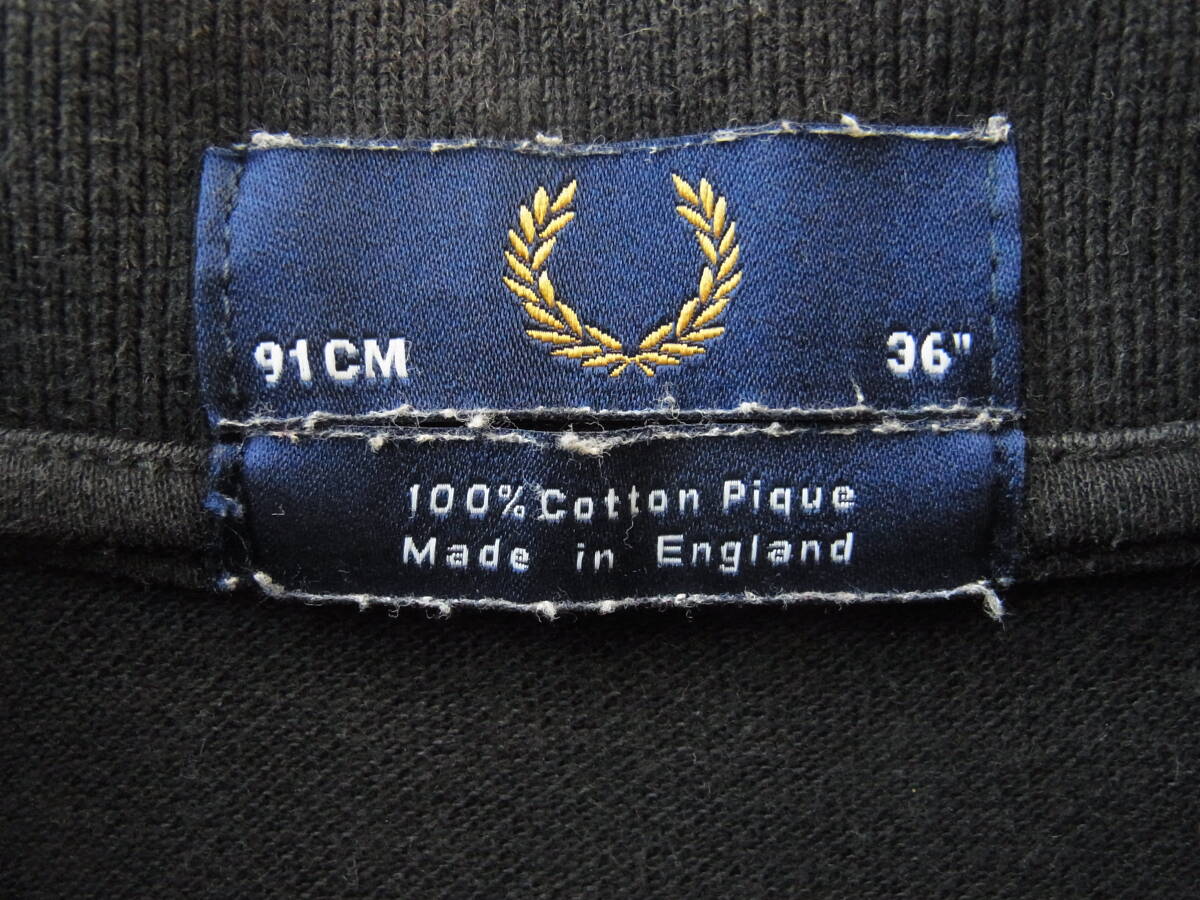 91CM 36"
100% Cotton Pique
Made in England